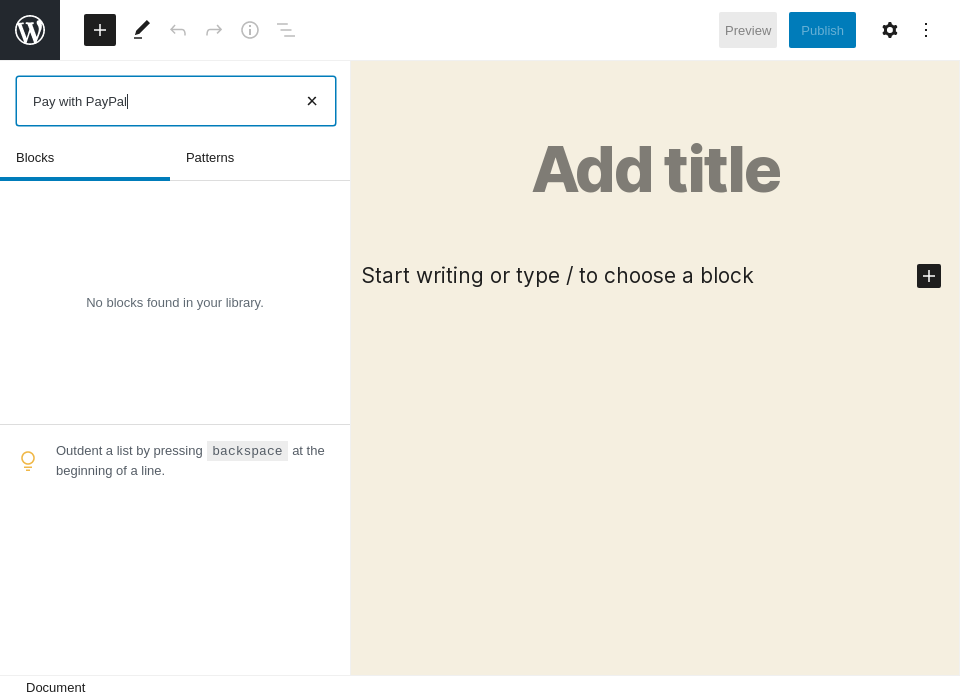 Preview
Publish
Pay with PayPal
Blocks
Patterns
No blocks found in your library.
Outdent a list by pressing backspace at the
beginning of a line.
Add title
Start writing or type / to choose a block
Document